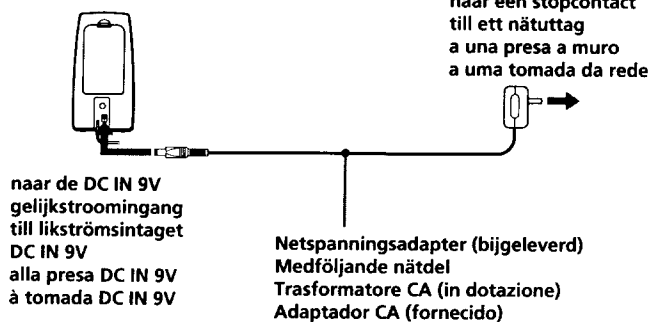 naar een stopcontact
till ett nätuttag
a una presa a muro
a uma tomada da rede
naar de DC IN 9V
gelijkstroomingang
till likströmsintaget
DC IN 9V
alla presa DC IN 9V
à tomada DC IN 9V
Netspanningsadapter (bijgeleverd)
Medföljande nätdel
Trasformatore CA (in dotazione)
Adaptador CA (fornecido)